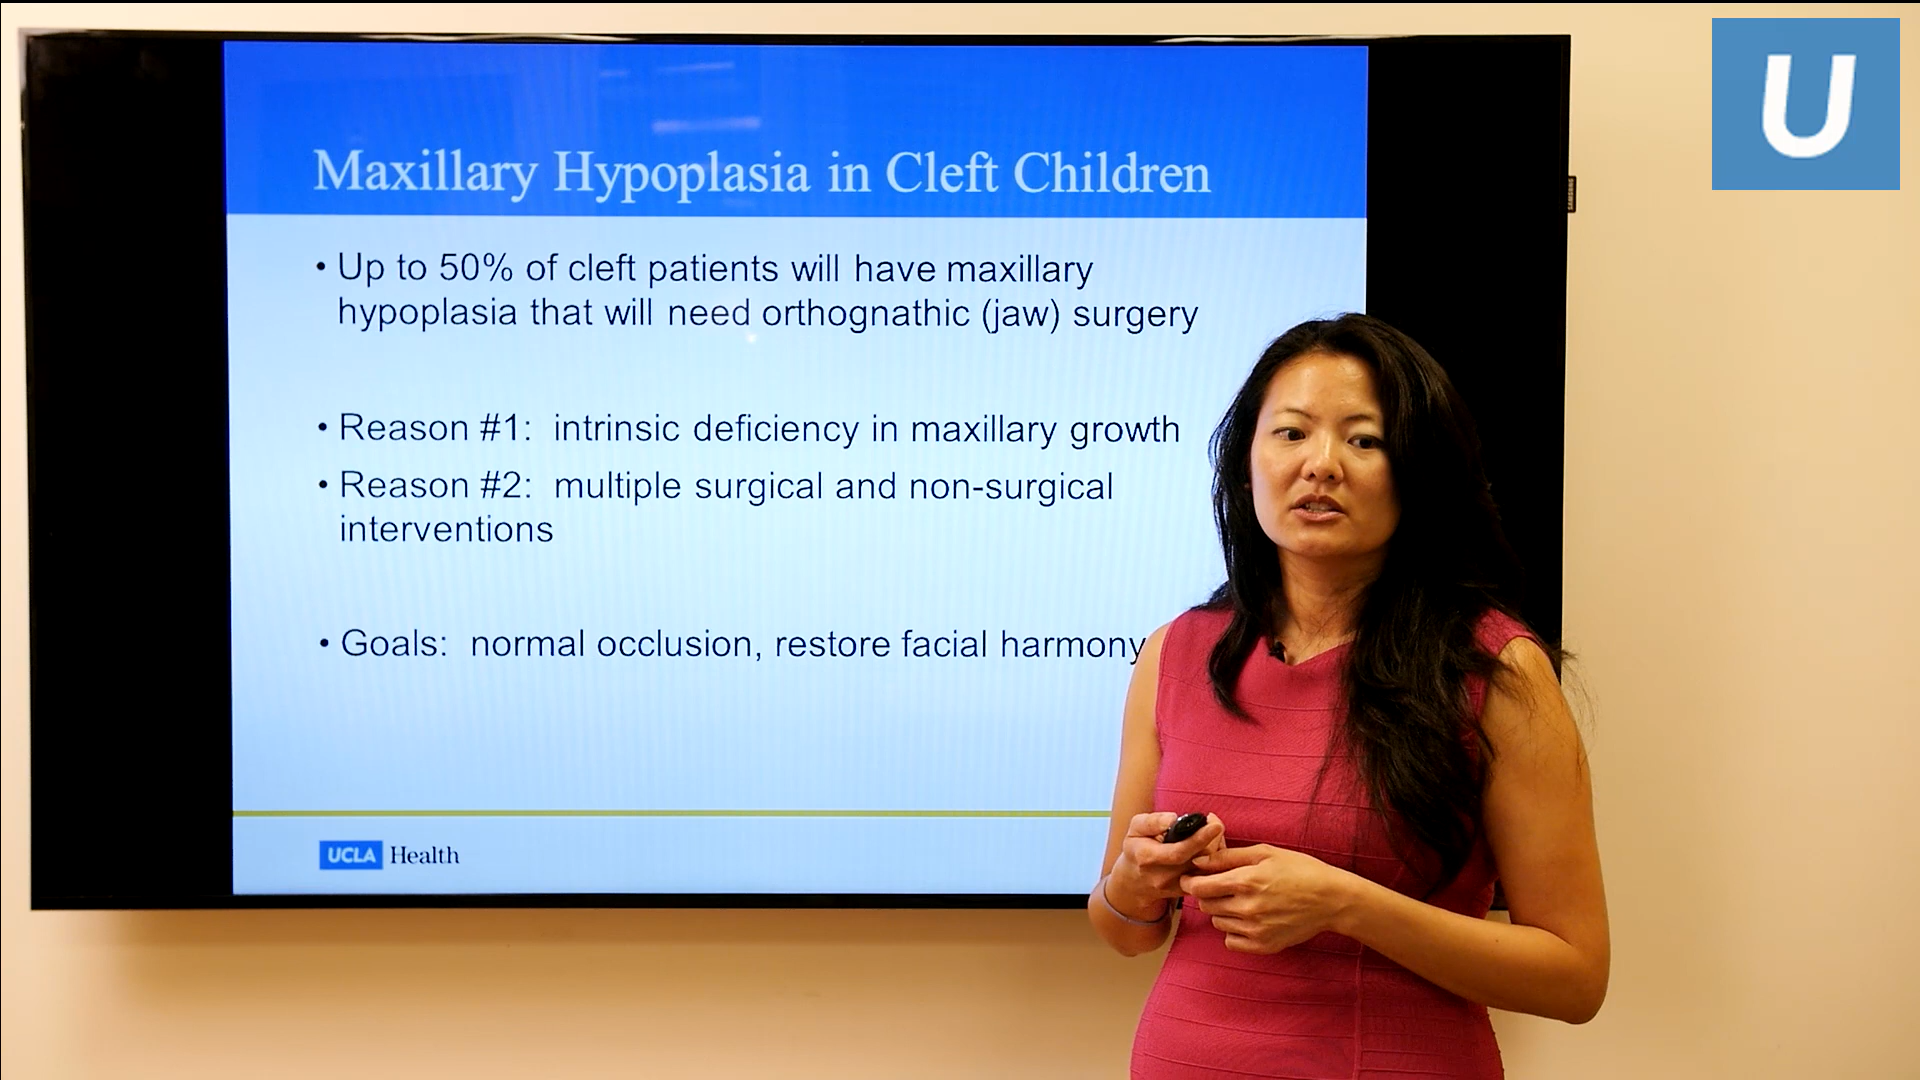 U
Maxillary Hypoplasia in Cleft Children
• Up to 50% of cleft patients will have maxillary
hypoplasia that will need orthognathic (jaw) surgery
• Reason #1: intrinsic deficiency in maxillary growth
• Reason #2: multiple surgical and non-surgical
interventions
• Goals: normal occlusion, restore facial harmony
UCLA Health
SAMSUNG